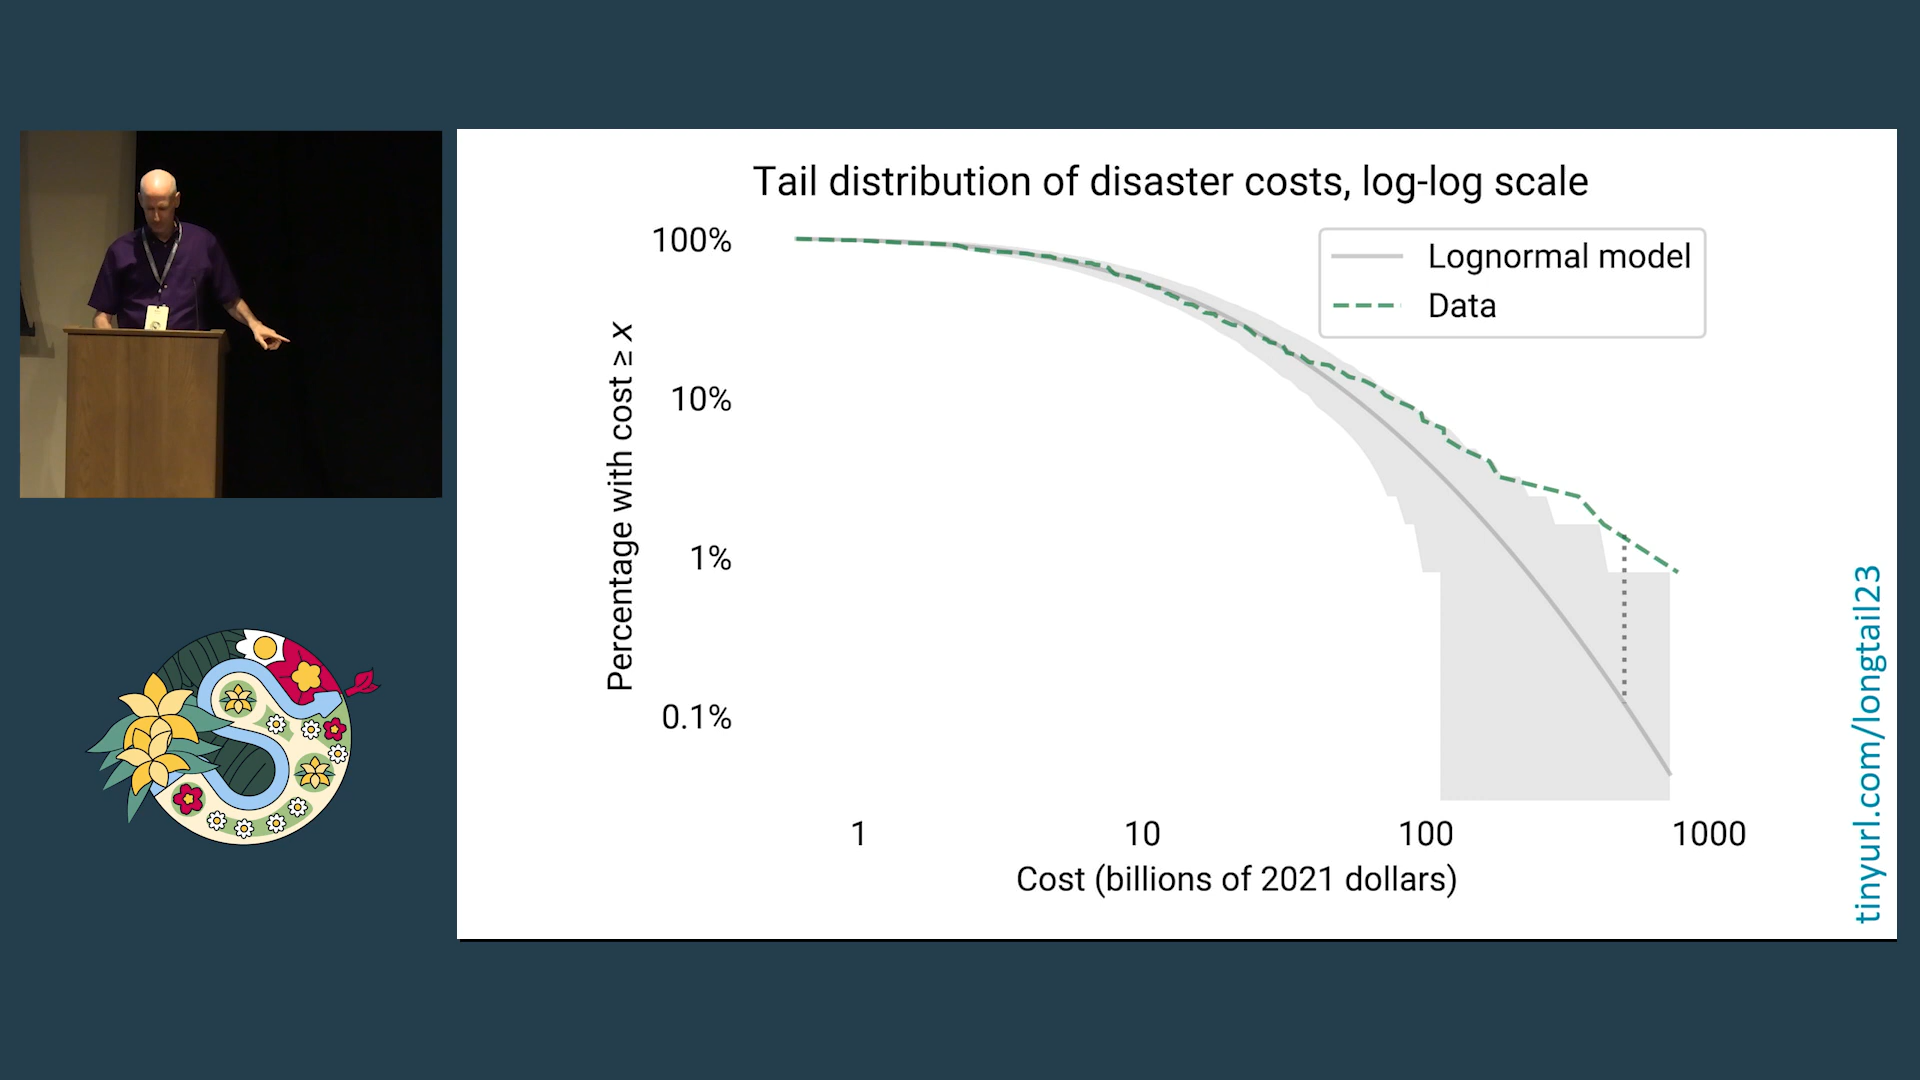 Tail distribution of disaster costs, log-log scale
Lognormal model
Data
Percentage with cost ≥ x
100%
10%
1%
0.1%
1 10 100 1000
Cost (billions of 2021 dollars)
tinyurl.com/longtail23